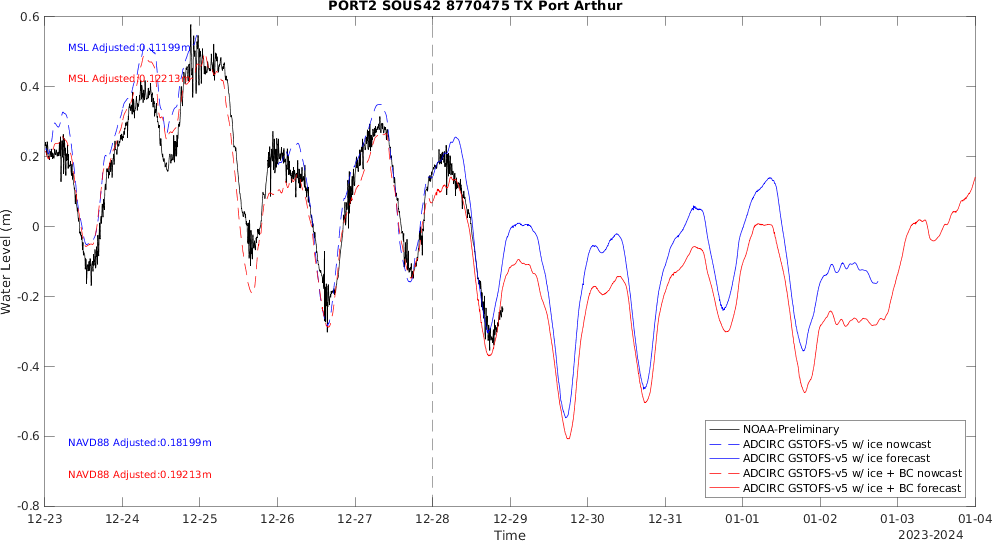 PORT2 SOUS42 8770475 TX Port Arthur
0.6
0.4
0.2
0
-0.2
-0.4
-0.6
-0.8
Water Level (m)
MSL Adjusted:0.11199m
MSL Adjusted:0.12213m
NAVD88 Adjusted:0.18199m
NAVD88 Adjusted:0.19213m
NOAA-Preliminary
ADCIRC GSTOFS-v5 w/ ice nowcast
ADCIRC GSTOFS-v5 w/ ice forecast
ADCIRC GSTOFS-v5 w/ ice + BC nowcast
ADCIRC GSTOFS-v5 w/ ice + BC forecast
12-23 12-24 12-25 12-26 12-27 12-28 12-29 12-30 12-31 01-01 01-02 01-03 01-04
Time
2023-2024